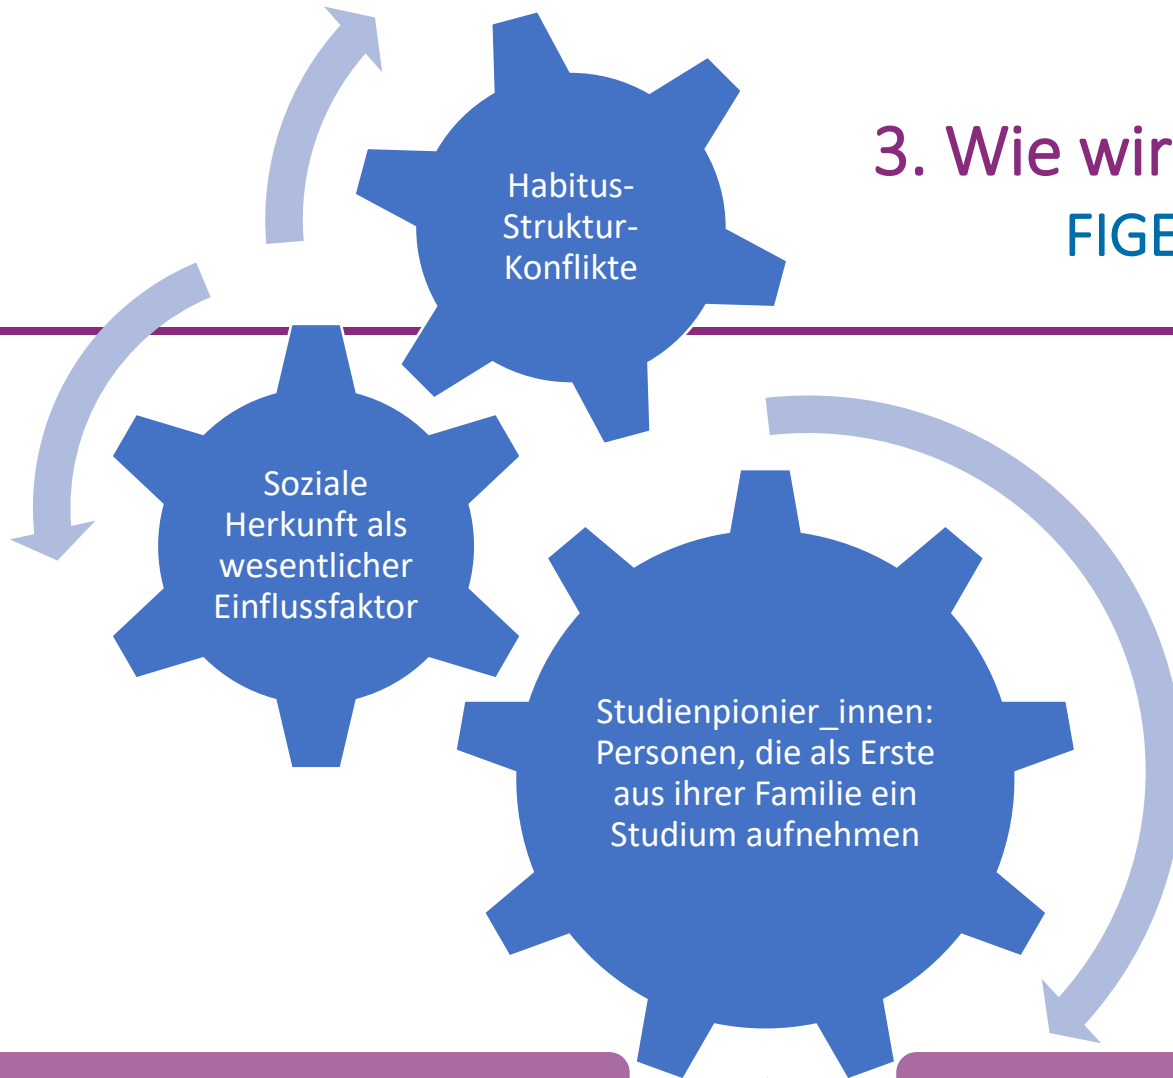 3. Wie wir
FIGE
Habitus-
Struktur-
Konflikte
Soziale
Herkunft als
wesentlicher
Einflussfaktor
Studienpionier_innen:
Personen, die als Erste
aus ihrer Familie ein
Studium aufnehmen